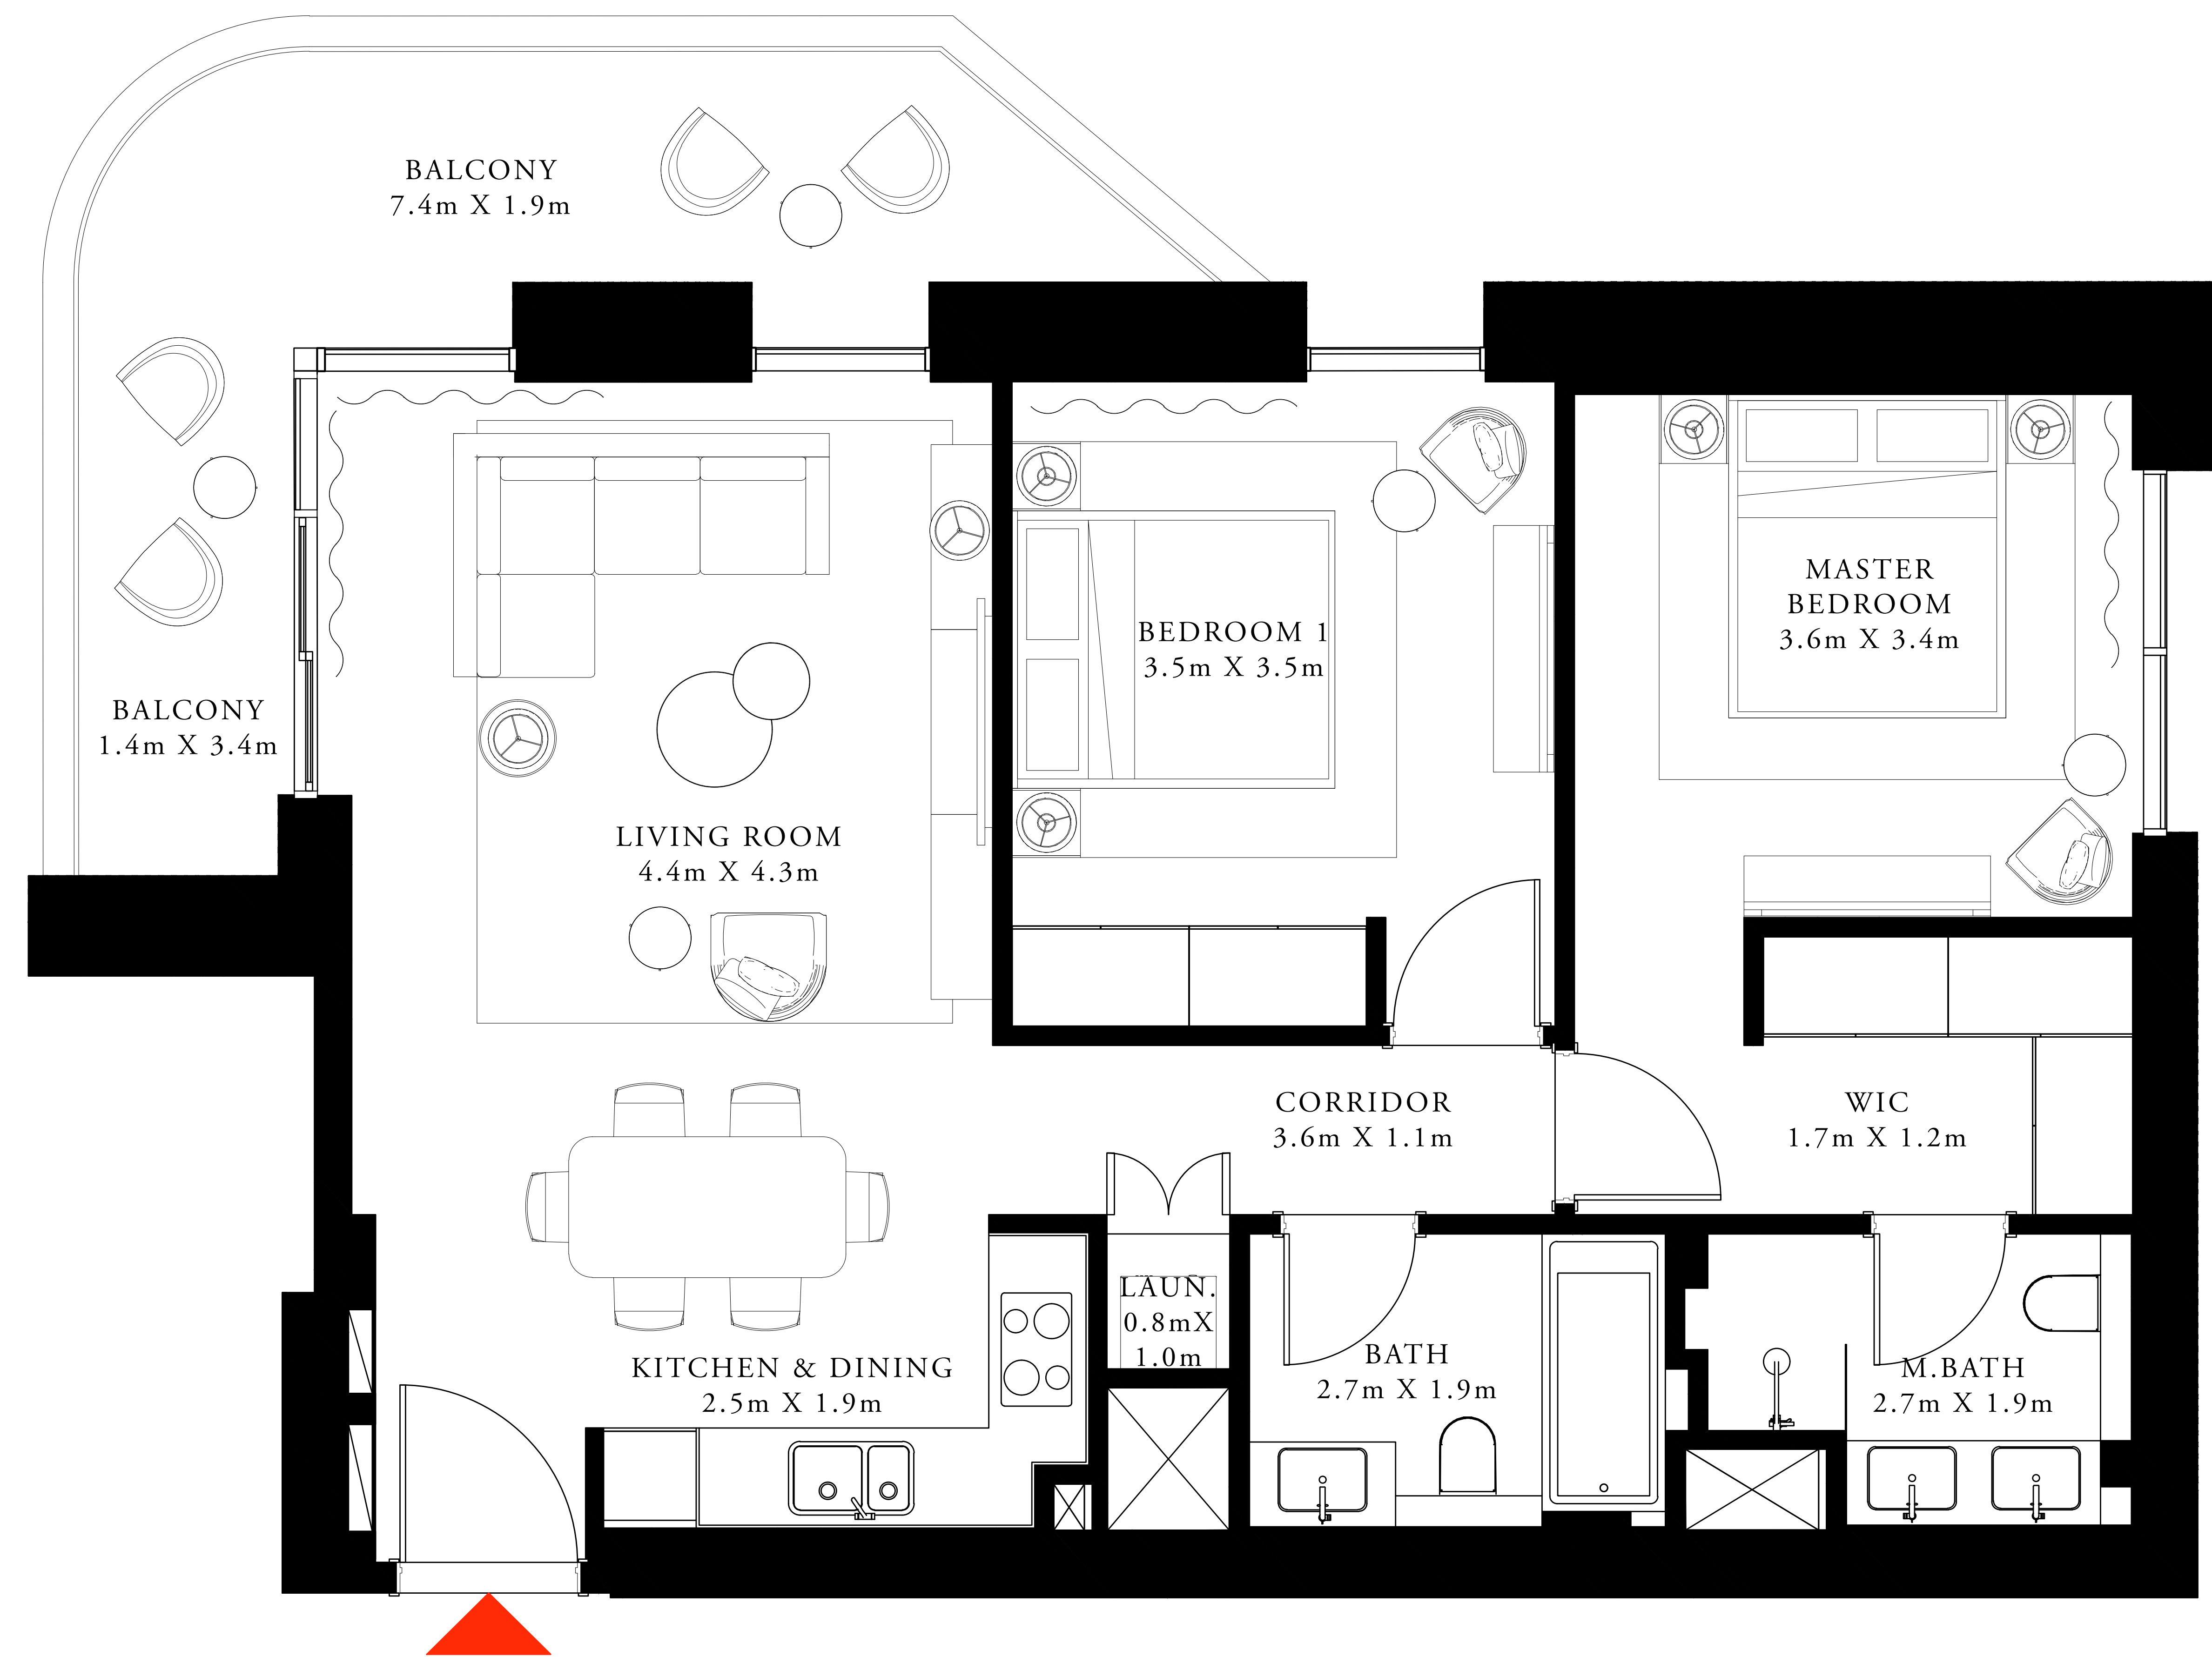 BALCONY
7.4m X 1.9m
BALCONY
1.4m X 3.4m
LIVING ROOM
4.4m X 4.3m
BEDROOM 1
3.5m X 3.5m
MASTER
BEDROOM
3.6m X 3.4m
CORRIDOR
3.6m X 1.1m
WIC
1.7m X 1.2m
KITCHEN & DINING
2.5m X 1.9m
LAUN.
0.8mX
1.0m
BATH
2.7m X 1.9m
M.BATH
2.7m X 1.9m